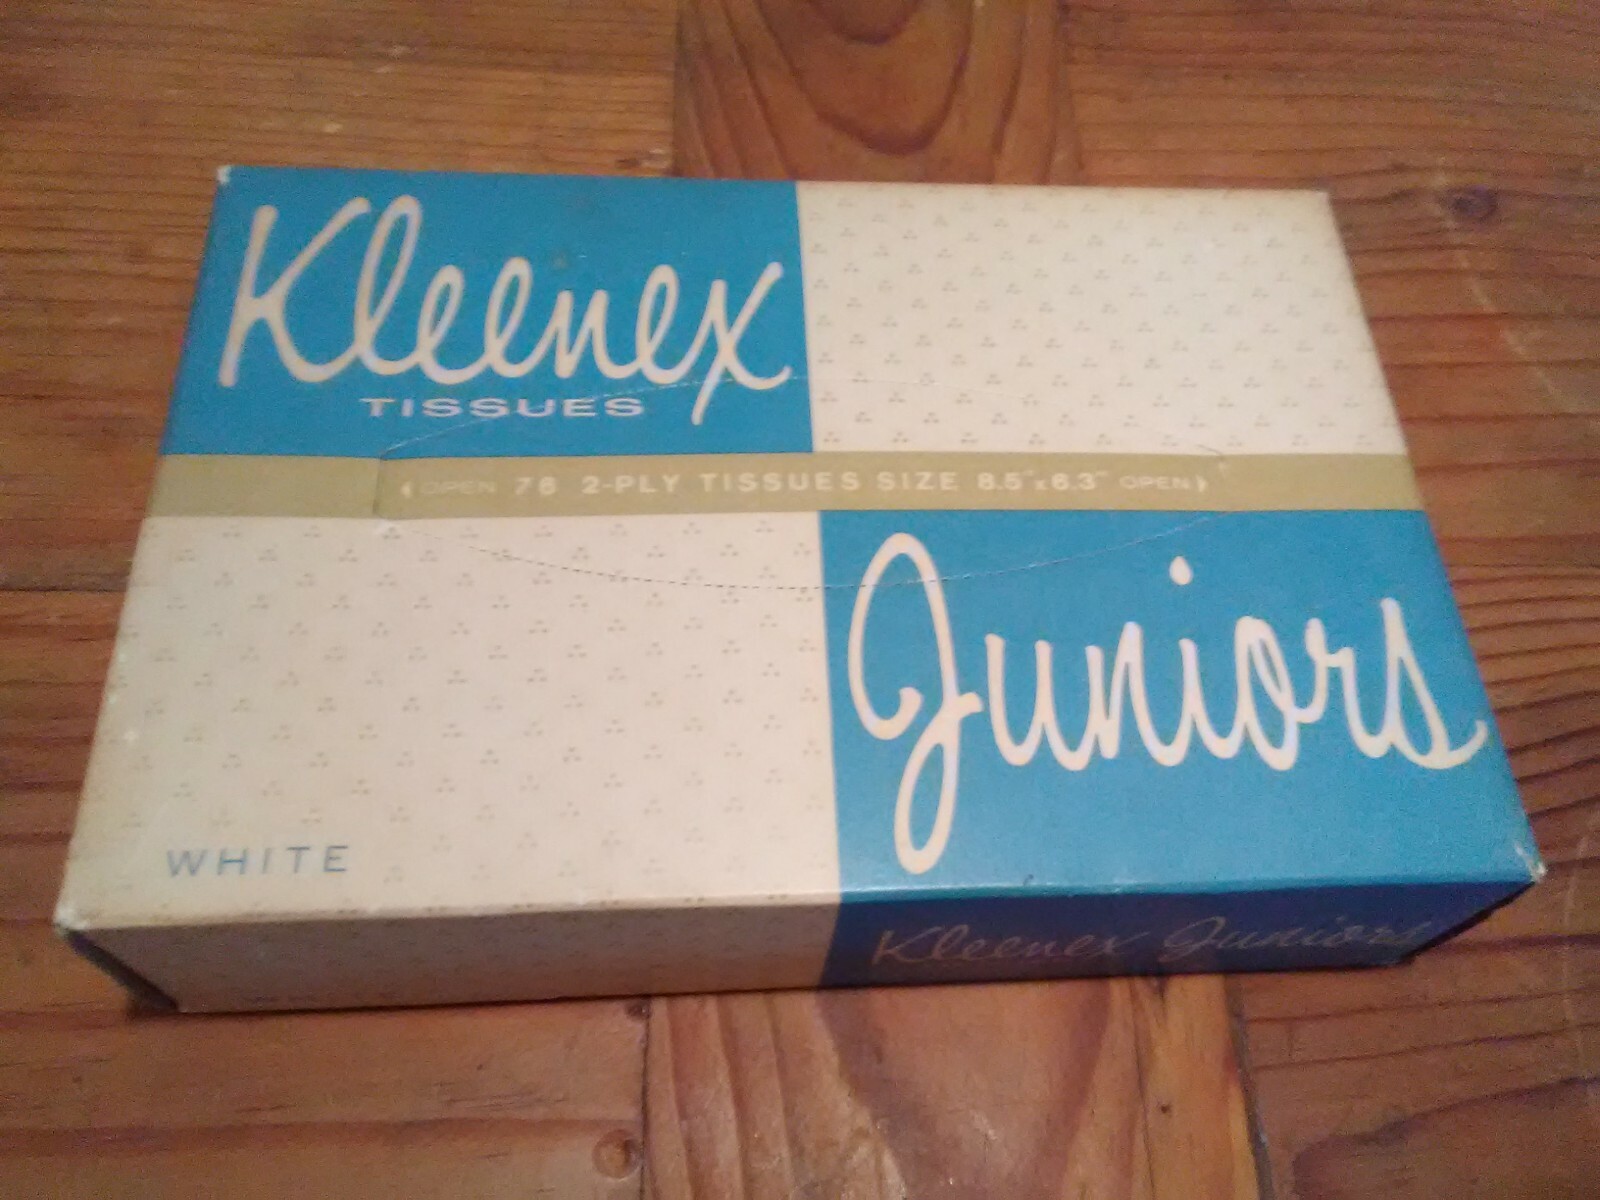 Kleenex
TISSUES
OPEN 76 2-PLY TISSUES SIZE 8.5"x6.3" OPEN
Juniors
WHITE
Kleenex Juniors